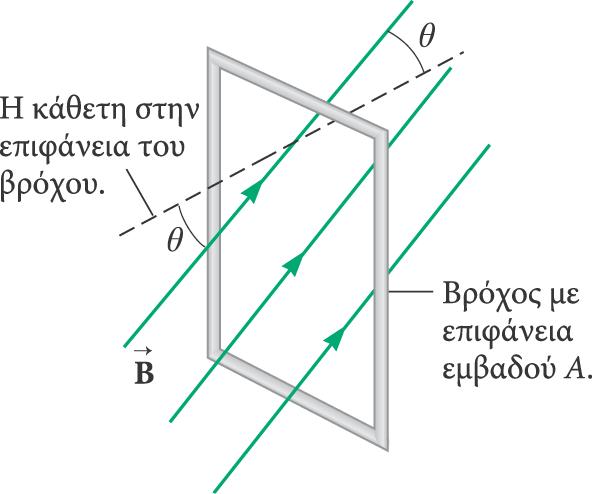 θ
Η κάθετη στην
επιφάνεια του
βρόχου.
θ
Βρόχος με
επιφάνεια
εμβαδού A.
B